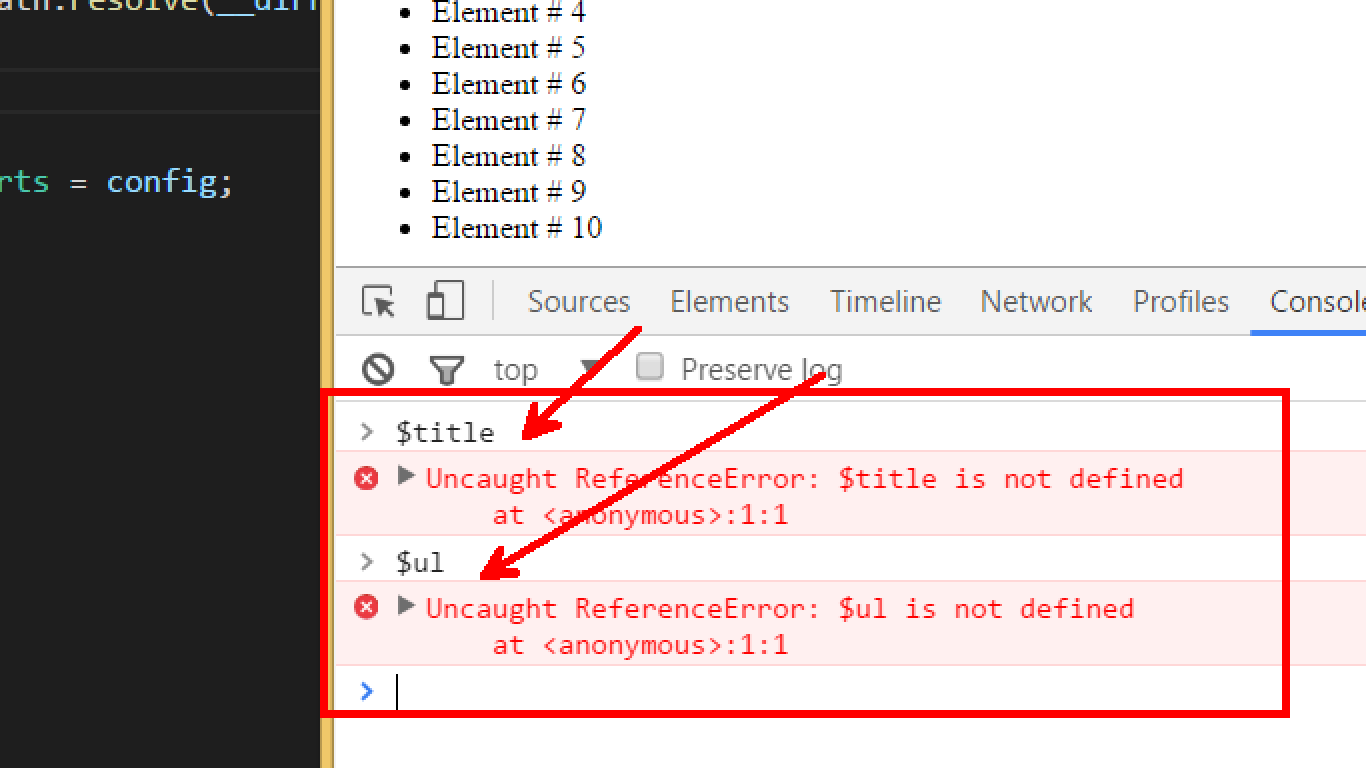 ath.resolve(__dir
rts = config;
Element # 4
Element # 5
Element # 6
Element # 7
Element # 8
Element # 9
Element # 10
Sources Elements Timeline Network Profiles Console
top Preserve log
> $title
Uncaught ReferenceError: $title is not defined
at <anonymous>:1:1
> $ul
Uncaught ReferenceError: $ul is not defined
at <anonymous>:1:1
>